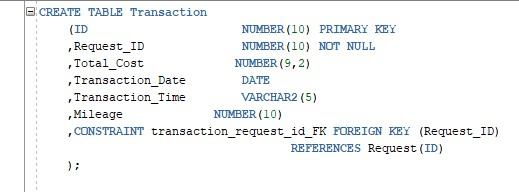 CREATE TABLE Transaction
(ID NUMBER(10) PRIMARY KEY
,Request_ID NUMBER(10) NOT NULL
,Total_Cost NUMBER(9,2)
,Transaction_Date DATE
,Transaction_Time VARCHAR2(5)
,Mileage NUMBER(10)
,CONSTRAINT transaction_request_id_FK FOREIGN KEY (Request_ID)
REFERENCES Request(ID)
);